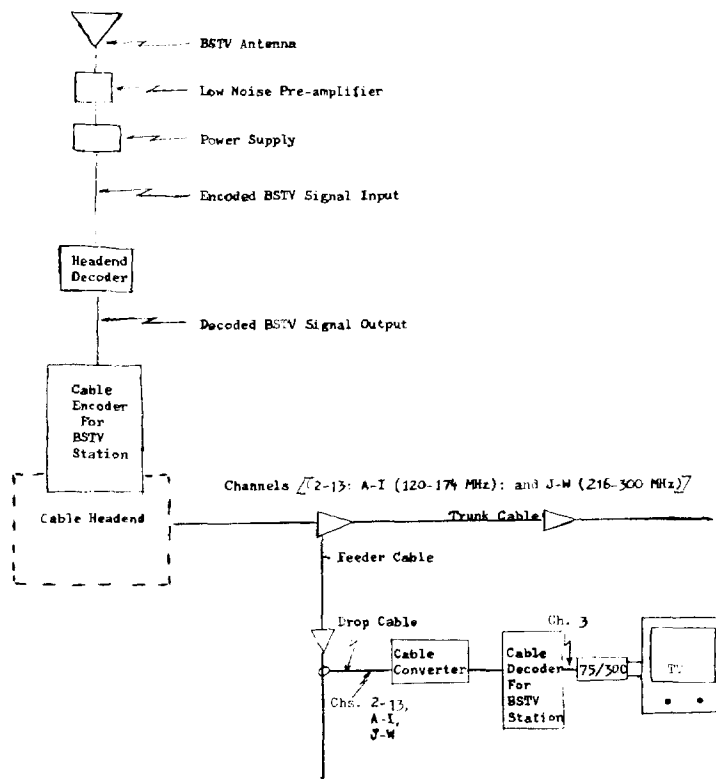 BSTV Antenna
Low Noise Pre-amplifier
Power Supply
Encoded BSTV Signal Input
Headend
Decoder
Decoded BSTV Signal Output
Cable
Encoder
For
BSTV
Station
Channels [2-13: A-I (120-174 MHz): and J-W (216-300 MHz)]
Cable Headend
Trunk Cable
Feeder Cable
Drop Cable
Ch. 3
Cable
Converter
Cable
Decoder
For
BSTV
Station
75/300
TV
Chs. 2-13,
A-I,
J-W